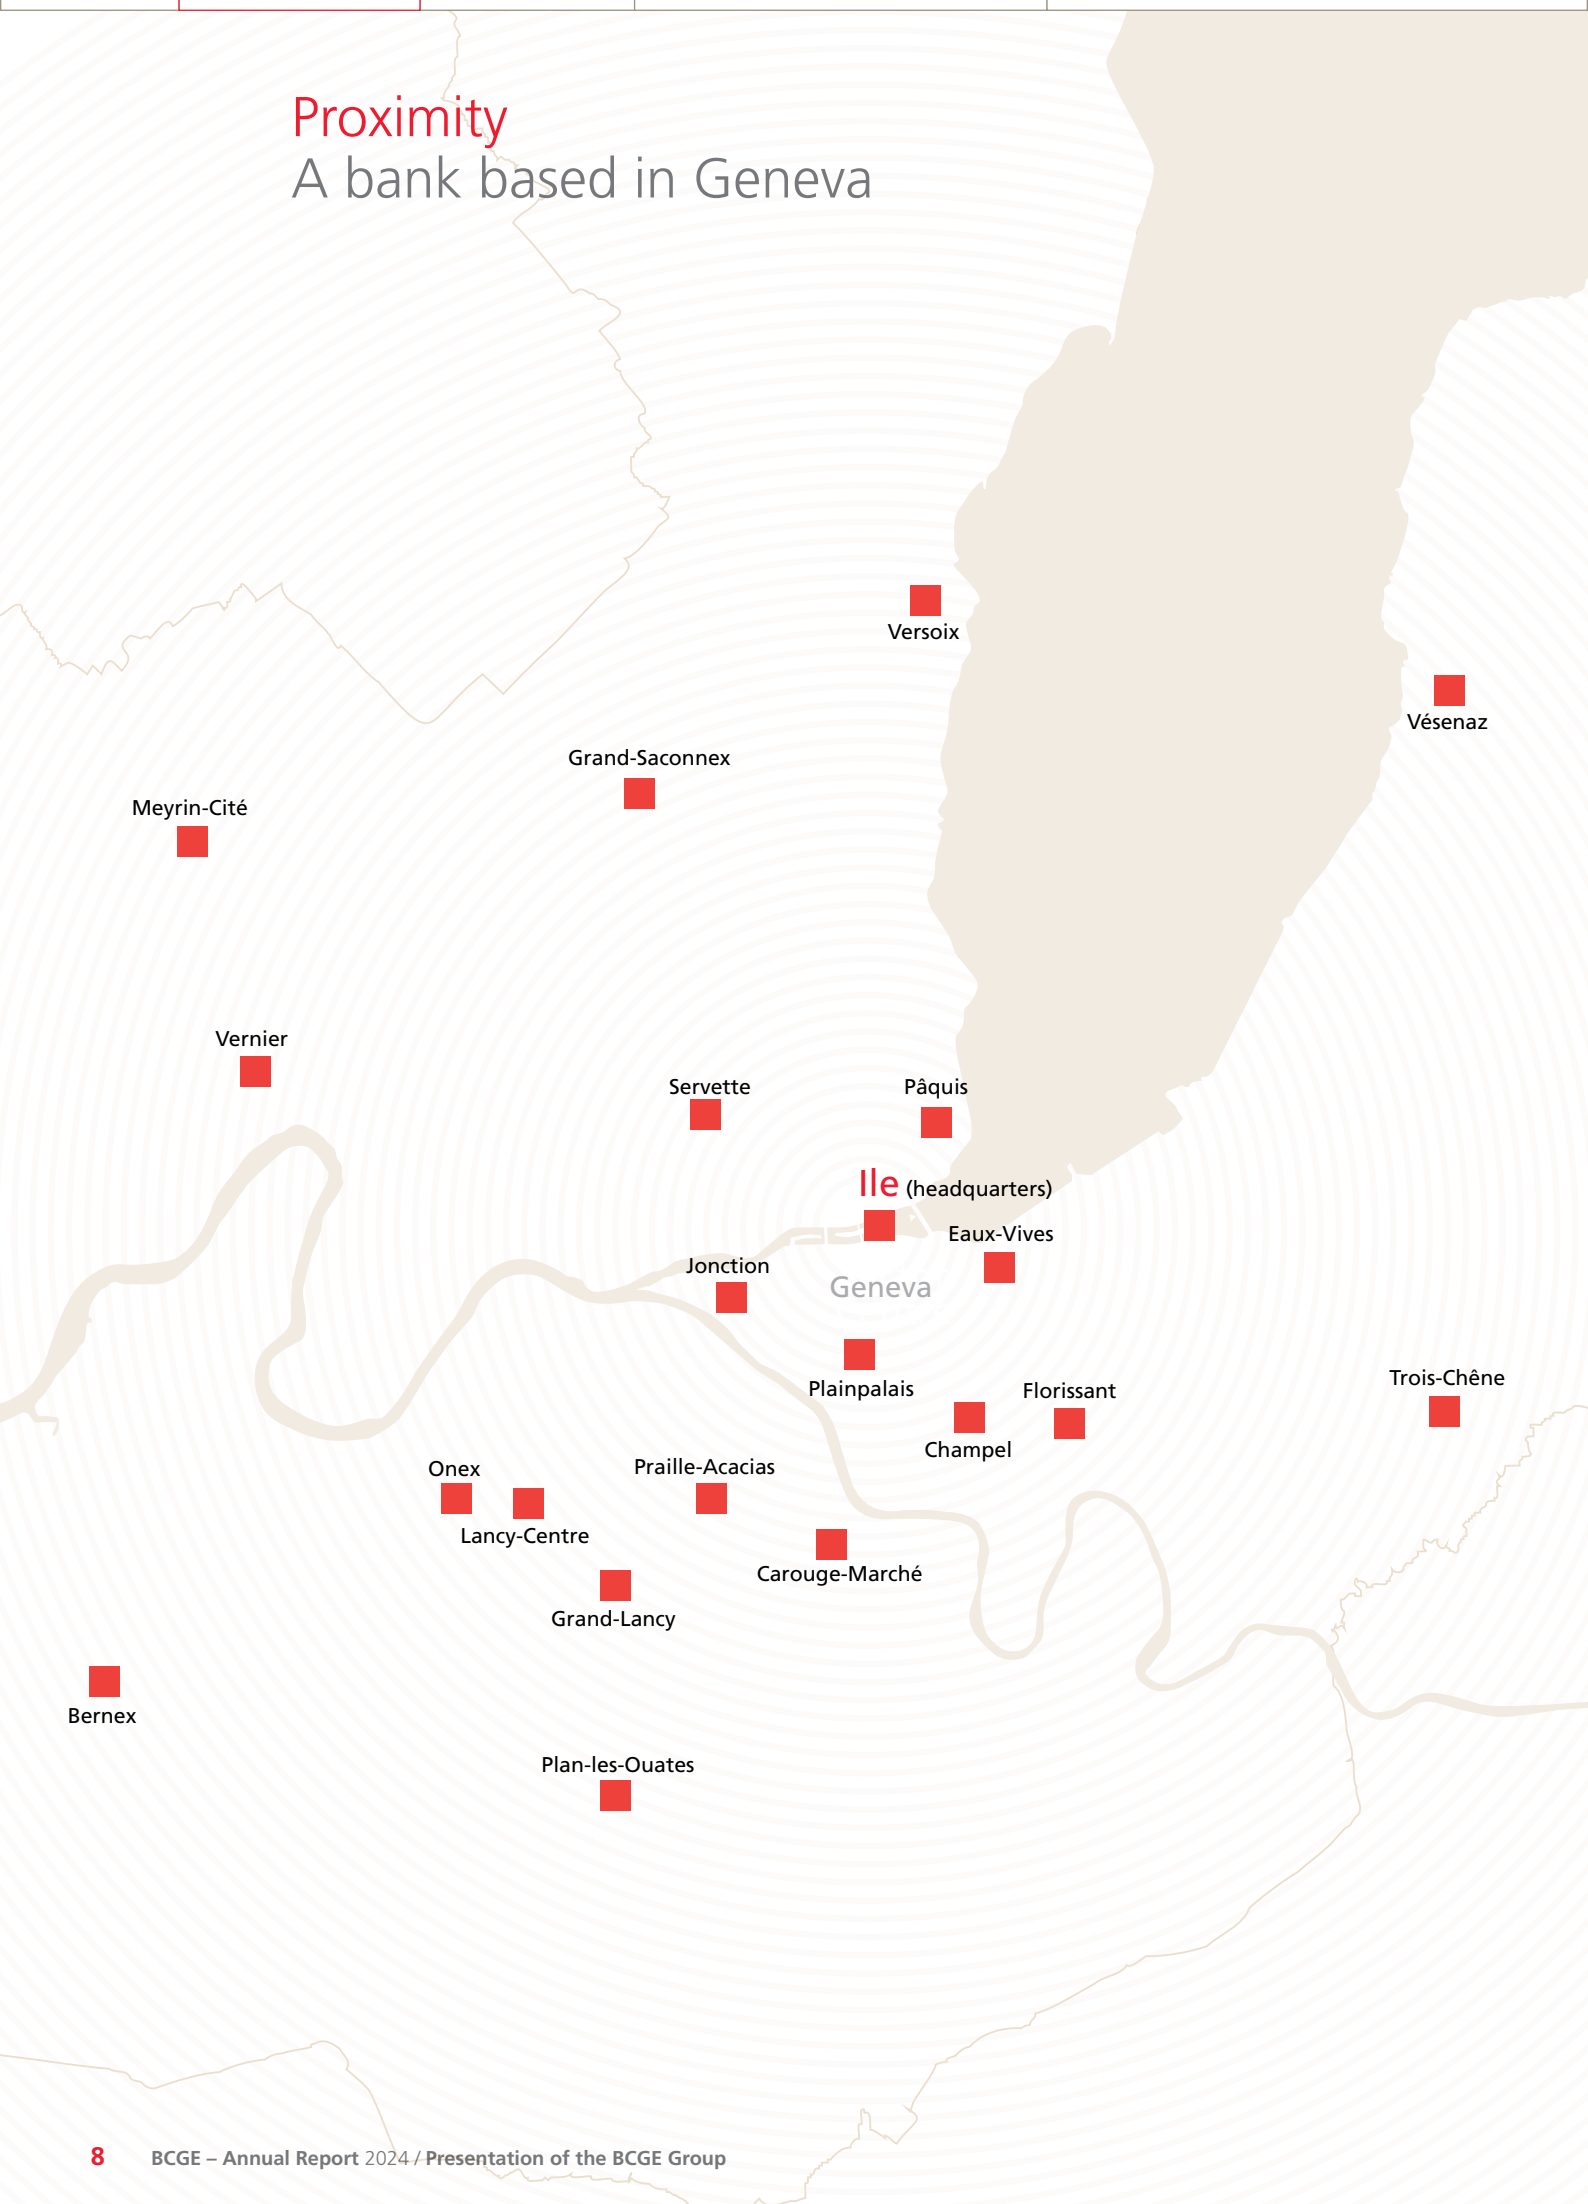 Proximity
A bank based in Geneva
Versoix
Vésenaz
Grand-Saconnex
Meyrin-Cité
Vernier
Servette
Pâquis
Ile (headquarters)
Eaux-Vives
Jonction
Geneva
Plainpalais
Trois-Chêne
Florissant
Champel
Onex
Praille-Acacias
Lancy-Centre
Carouge-Marché
Grand-Lancy
Bernex
Plan-les-Ouates
8 BCGE – Annual Report 2024 / Presentation of the BCGE Group